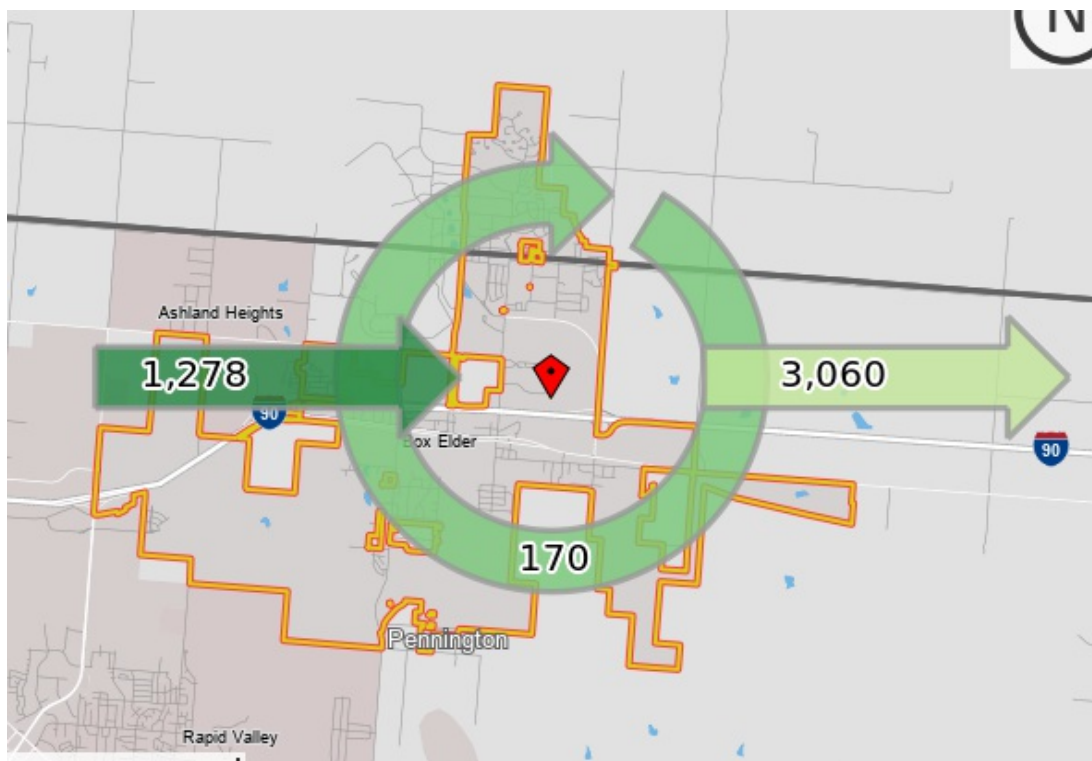 N
Ashland Heights
1,278
3,060
90
Box Elder
90
170
Pennington
Rapid Valley